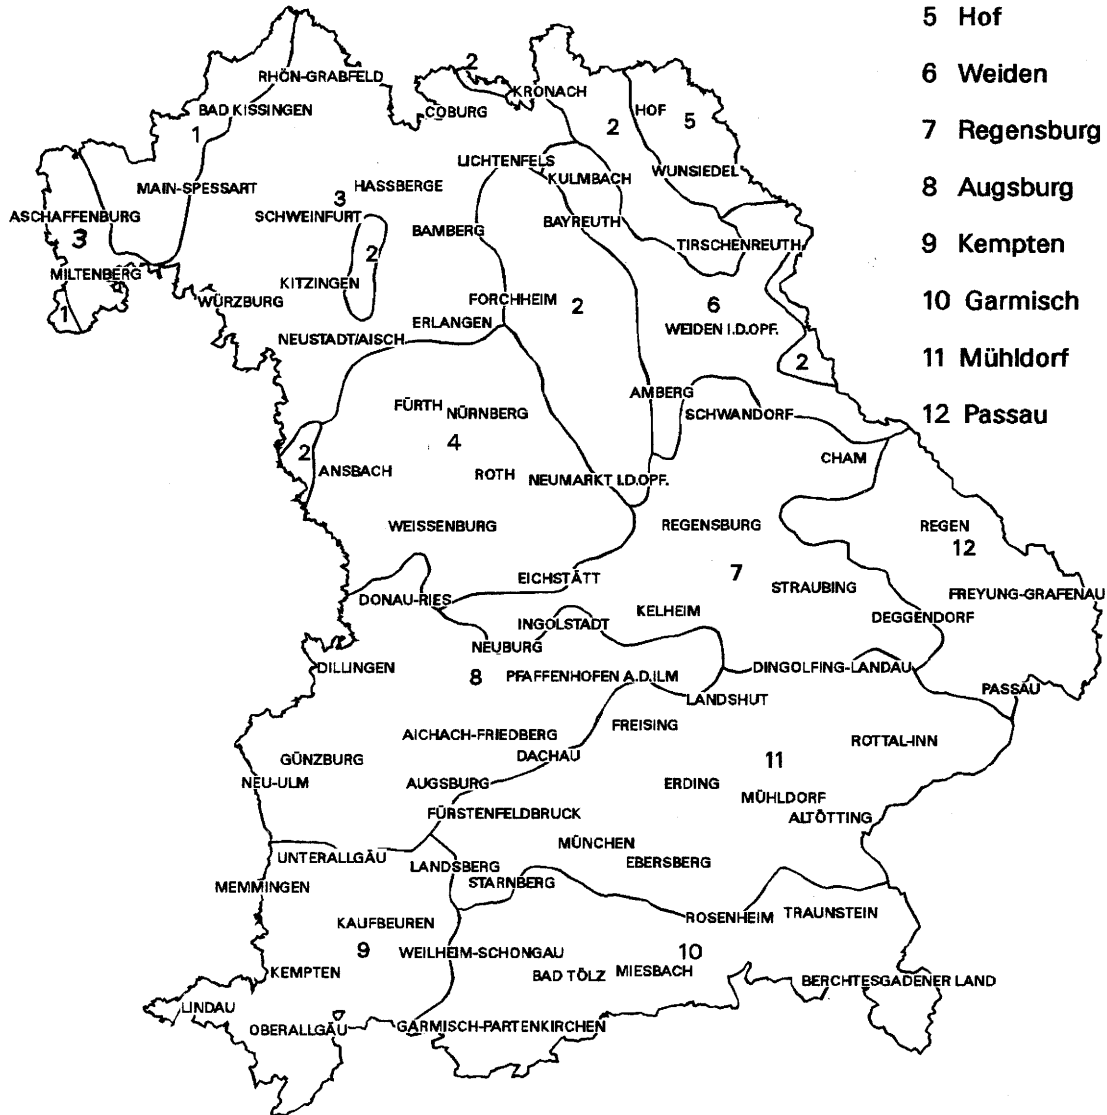 5 Hof
6 Weiden
7 Regensburg
8 Augsburg
9 Kempten
10 Garmisch
11 Mühldorf
12 Passau
RHÖN-GRABFELD
2
KRONACH
BAD KISSINGEN
COBURG
HOF
5
1
2
LICHTENFELS
WUNSIEDEL
KULMBACH
MAIN-SPESSART
HASSBERGE
3
ASCHAFFENBURG
SCHWEINFURT
BAYREUTH
BAMBERG
3
TIRSCHENREUTH
2
MILTENBERG
KITZINGEN
WÜRZBURG
FORCHHEIM
2
6
1
ERLANGEN
WEIDEN I.D.OPF.
NEUSTADT/AISCH
2
AMBERG
FÜRTH
NÜRNBERG
SCHWANDORF
4
2
CHAM
ANSBACH
ROTH
NEUMARKT I.D.OPF.
WEISSENBURG
REGENSBURG
REGEN
12
EICHSTÄTT
7
STRAUBING
FREYUNG-GRAFENAU
DONAU-RIES
KELHEIM
DEGGENDORF
INGOLSTADT
NEUBURG
DILLINGEN
8
PFAFFENHOFEN A.D.ILM
DINGOLFING-LANDAU
PASSAU
LANDSHUT
FREISING
AICHACH-FRIEDBERG
ROTTAL-INN
GÜNZBURG
DACHAU
11
NEU-ULM
AUGSBURG
ERDING
MÜHLDORF
FÜRSTENFELDBRUCK
ALTÖTTING
MÜNCHEN
UNTERALLGÄU
EBERSBERG
LANDSBERG
MEMMINGEN
STARNBERG
ROSENHEIM
TRAUNSTEIN
KAUFBEUREN
9
WEILHEIM-SCHONGAU
10
KEMPTEN
BAD TÖLZ
MIESBACH
BERCHTESGADENER LAND
LINDAU
OBERALLGÄU
GARMISCH-PARTENKIRCHEN